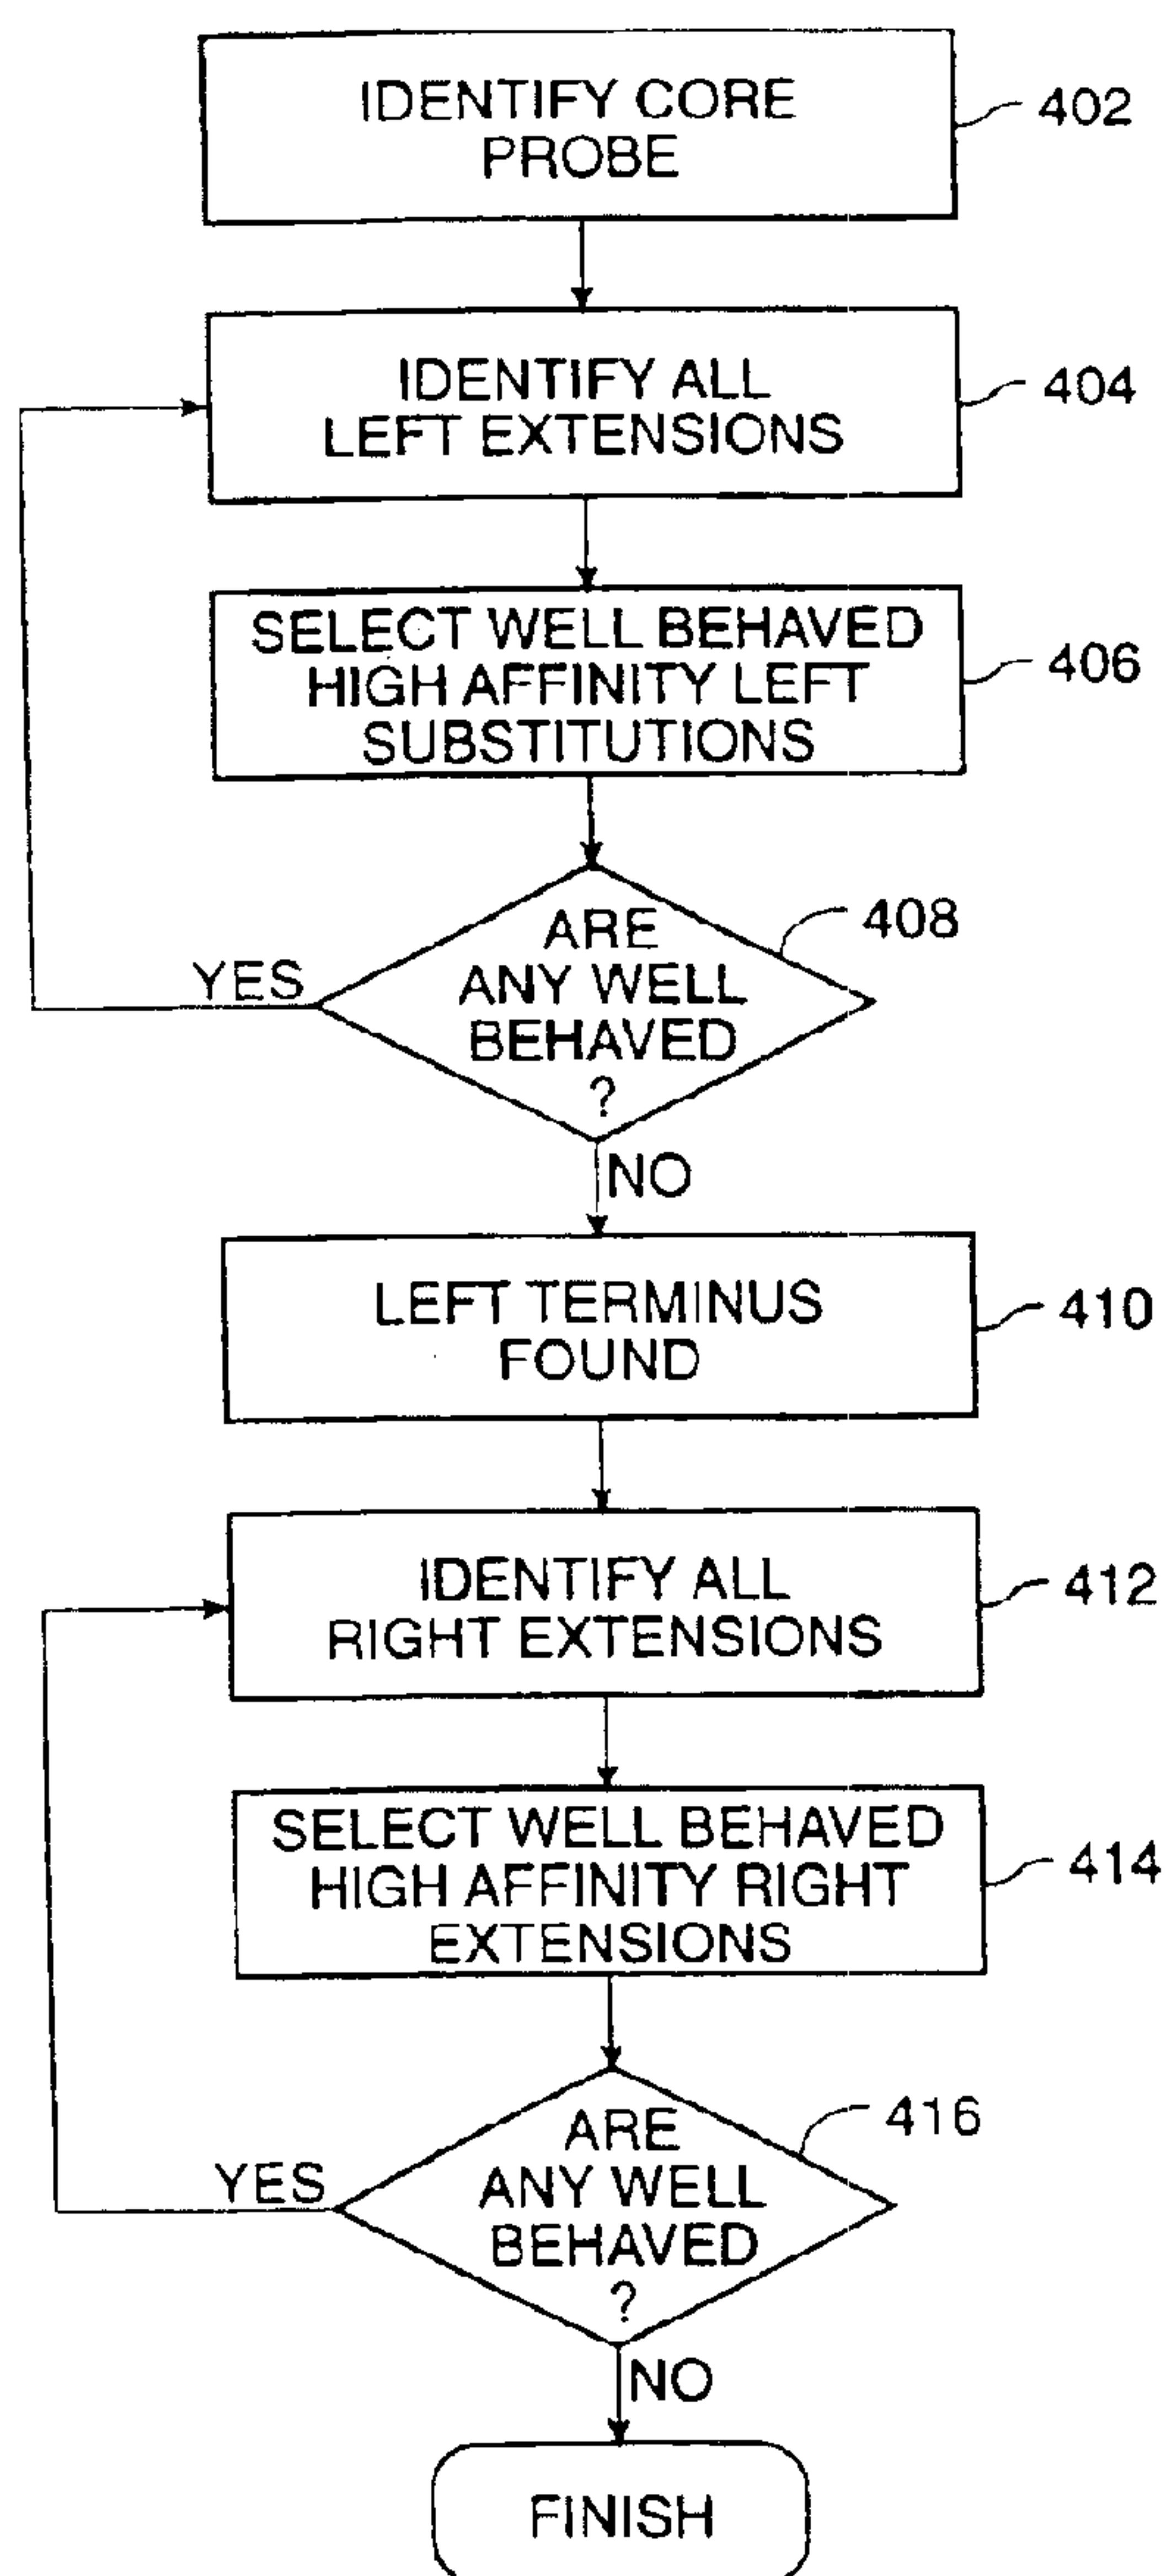 IDENTIFY CORE
PROBE
402
IDENTIFY ALL
LEFT EXTENSIONS
404
SELECT WELL BEHAVED
HIGH AFFINITY LEFT
SUBSTITUTIONS
406
ARE
ANY WELL
BEHAVED
?
408
YES
NO
LEFT TERMINUS
FOUND
410
IDENTIFY ALL
RIGHT EXTENSIONS
412
SELECT WELL BEHAVED
HIGH AFFINITY RIGHT
EXTENSIONS
414
ARE
ANY WELL
BEHAVED
?
416
YES
NO
FINISH